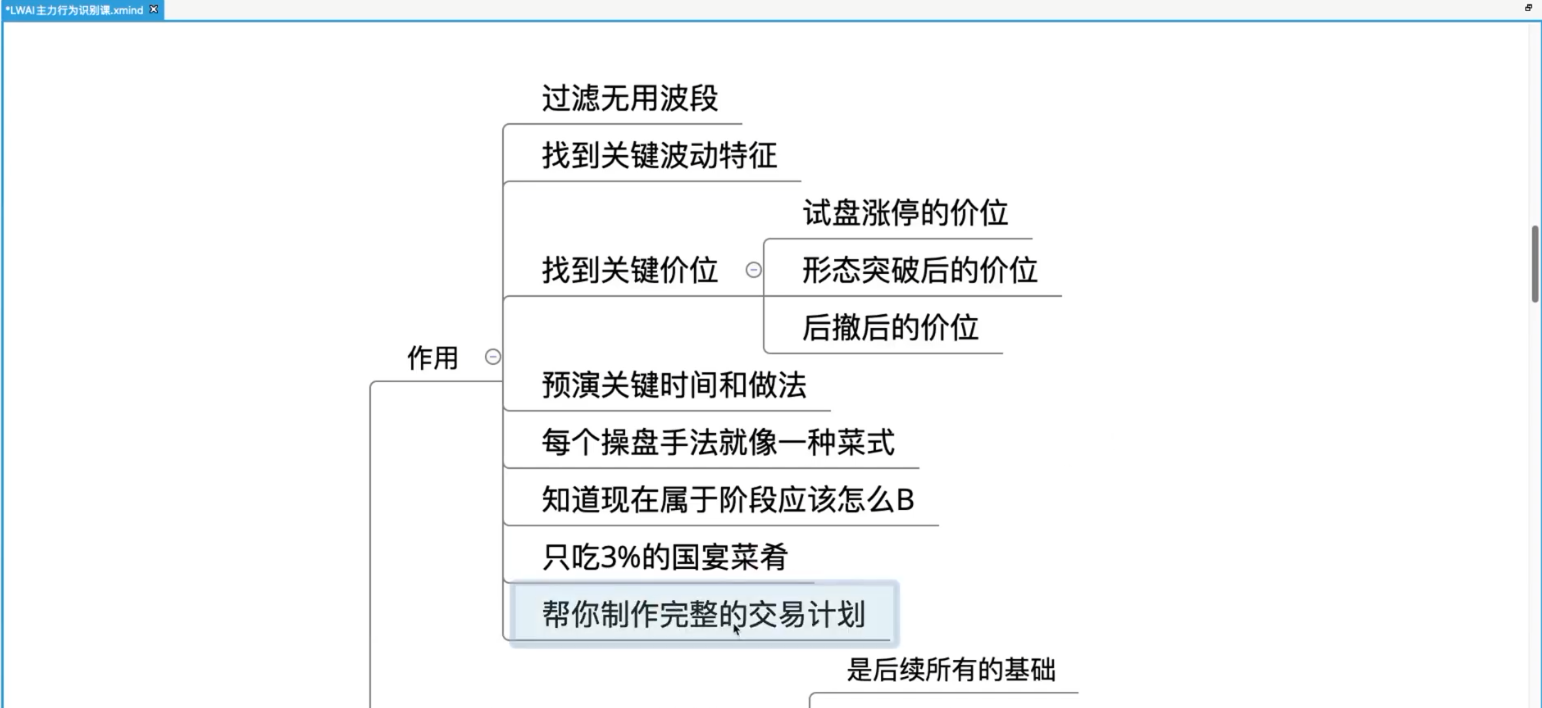 *LWAI主力行为识别课.xmind
过滤无用波段
找到关键波动特征
试盘涨停的价位
找到关键价位
形态突破后的价位
后撤后的价位
作用
预演关键时间和做法
每个操盘手法就像一种菜式
知道现在属于阶段应该怎么B
只吃3%的国宴菜肴
帮你制作完整的交易计划
是后续所有的基础